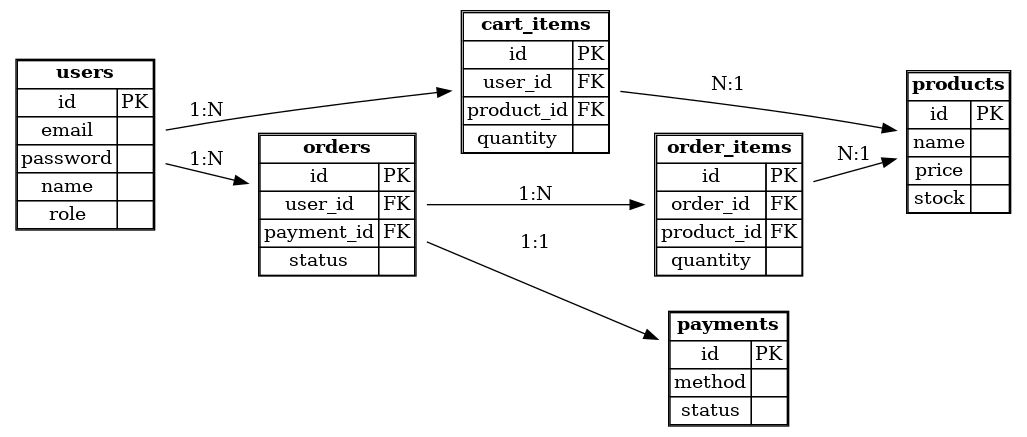 users
id PK
email
password
name
role
1:N
1:N
cart_items
id PK
user_id FK
product_id FK
quantity
orders
id PK
user_id FK
payment_id FK
status
N:1
1:N
1:1
order_items
id PK
order_id FK
product_id FK
quantity
N:1
products
id PK
name
price
stock
payments
id PK
method
status